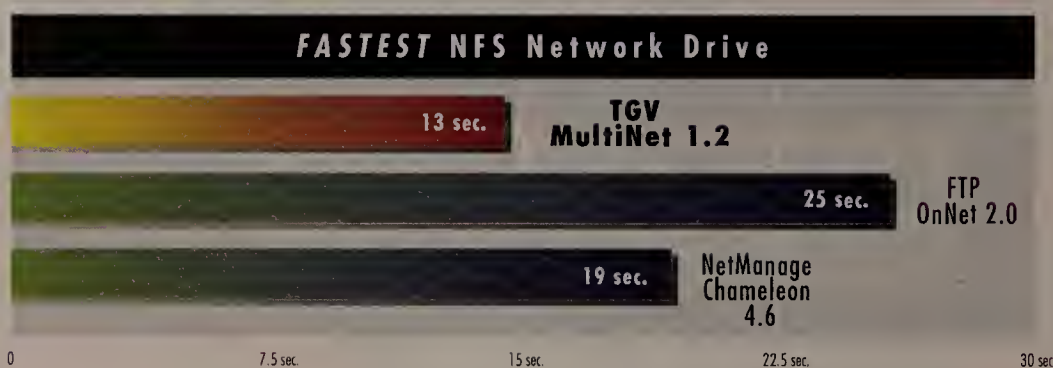 FASTEST NFS Network Drive
13 sec.
TGV
MultiNet 1.2
25 sec.
FTP
OnNet 2.0
19 sec.
NetManage
Chameleon
4.6
0 7.5 sec. 15 sec. 22.5 sec. 30 sec